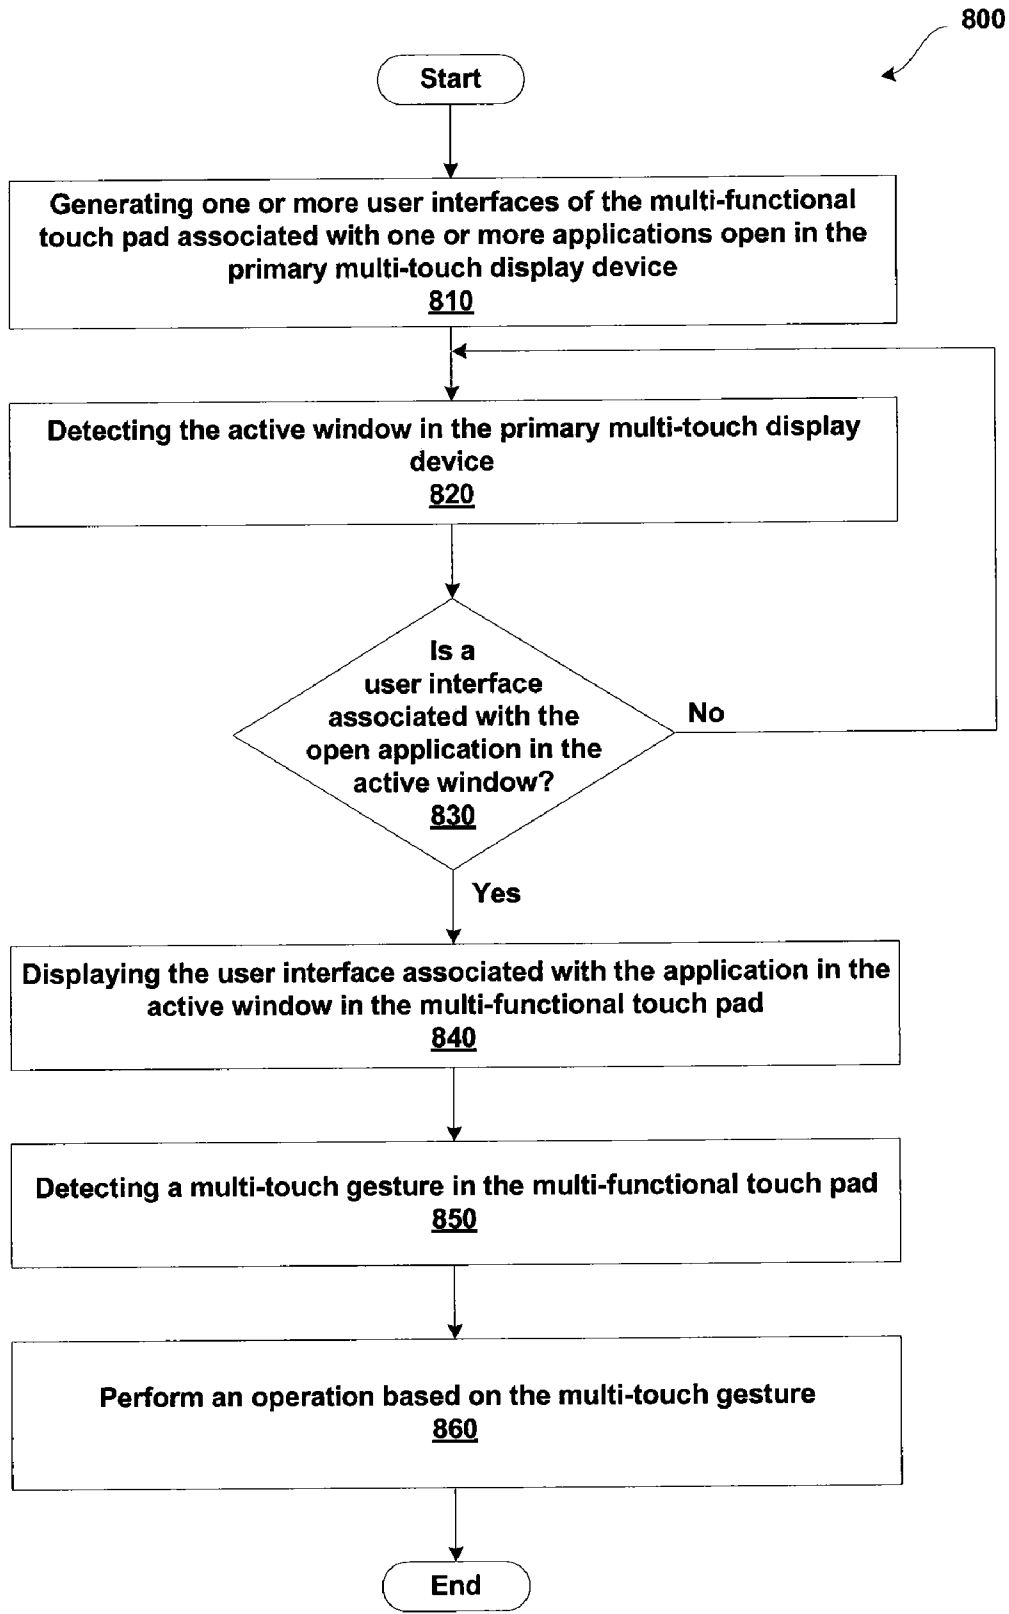 800
Start
Generating one or more user interfaces of the multi-functional
touch pad associated with one or more applications open in the
primary multi-touch display device
810
Detecting the active window in the primary multi-touch display
device
820
Is a
user interface
associated with the
open application in the
active window?
830
No
Yes
Displaying the user interface associated with the application in the
active window in the multi-functional touch pad
840
Detecting a multi-touch gesture in the multi-functional touch pad
850
Perform an operation based on the multi-touch gesture
860
End